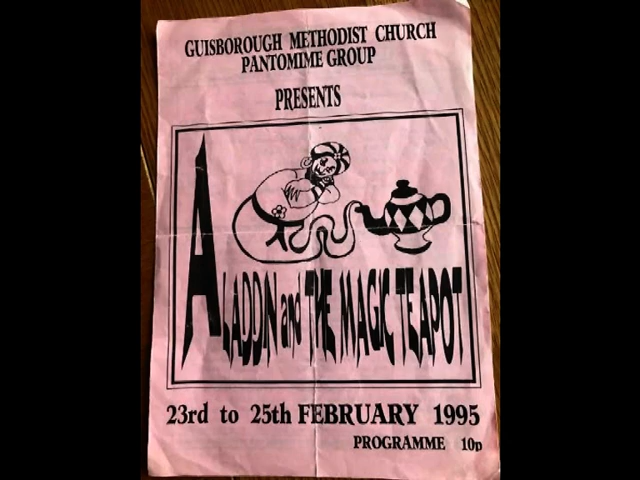 GUISBOROUGH METHODIST CHURCH
PANTOMIME GROUP
PRESENTS
ALADDIN and THE MAGIC TEAPOT
23rd to 25th FEBRUARY 1995
PROGRAMME 10p